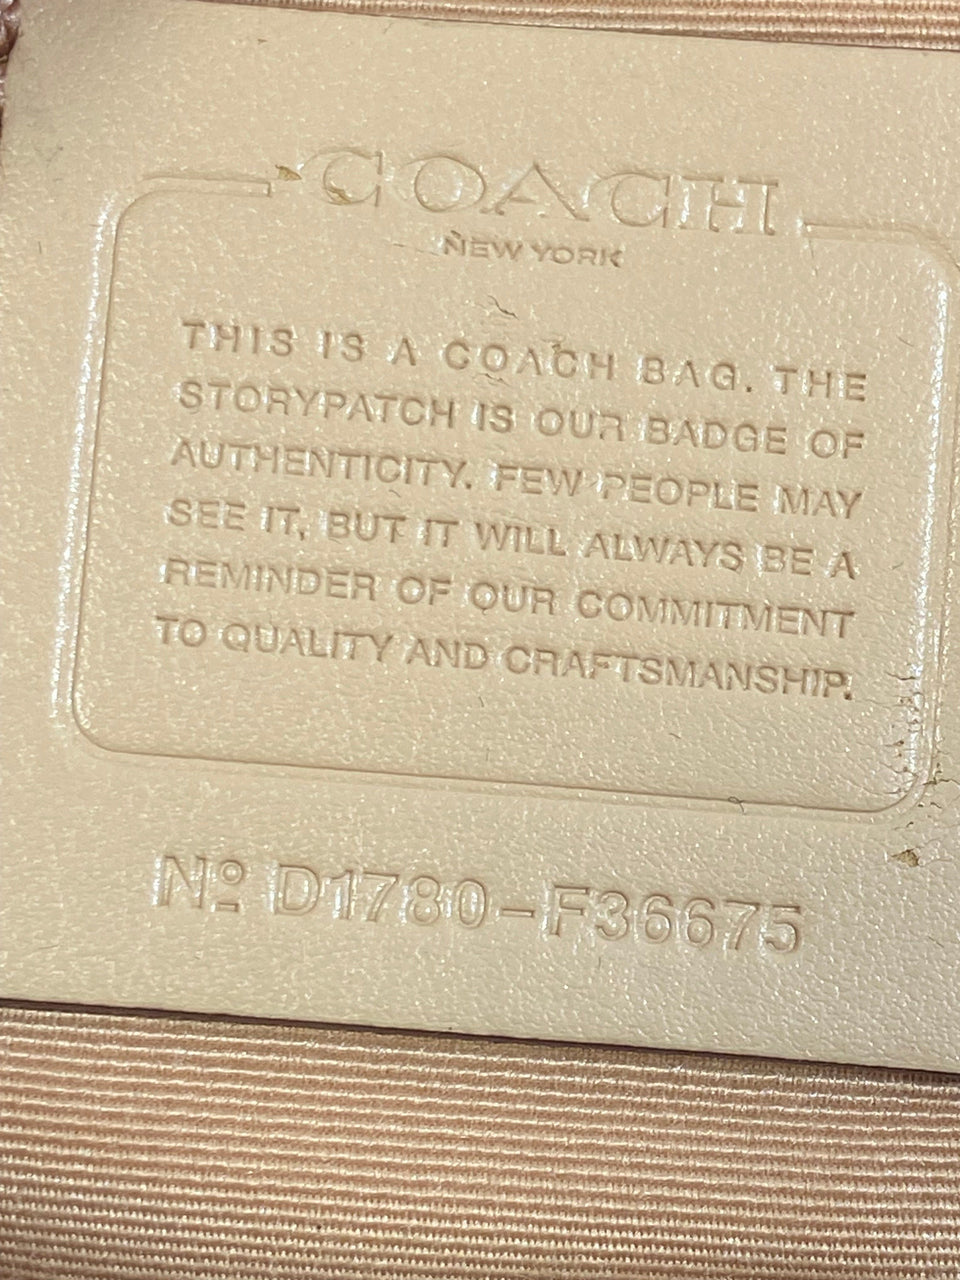 COACH
NEW YORK
THIS IS A COACH BAG. THE
STORYPATCH IS OUR BADGE OF
AUTHENTICITY. FEW PEOPLE MAY
SEE IT, BUT IT WILL ALWAYS BE A
REMINDER OF OUR COMMITMENT
TO QUALITY AND CRAFTSMANSHIP.
Nº D1780-F36675